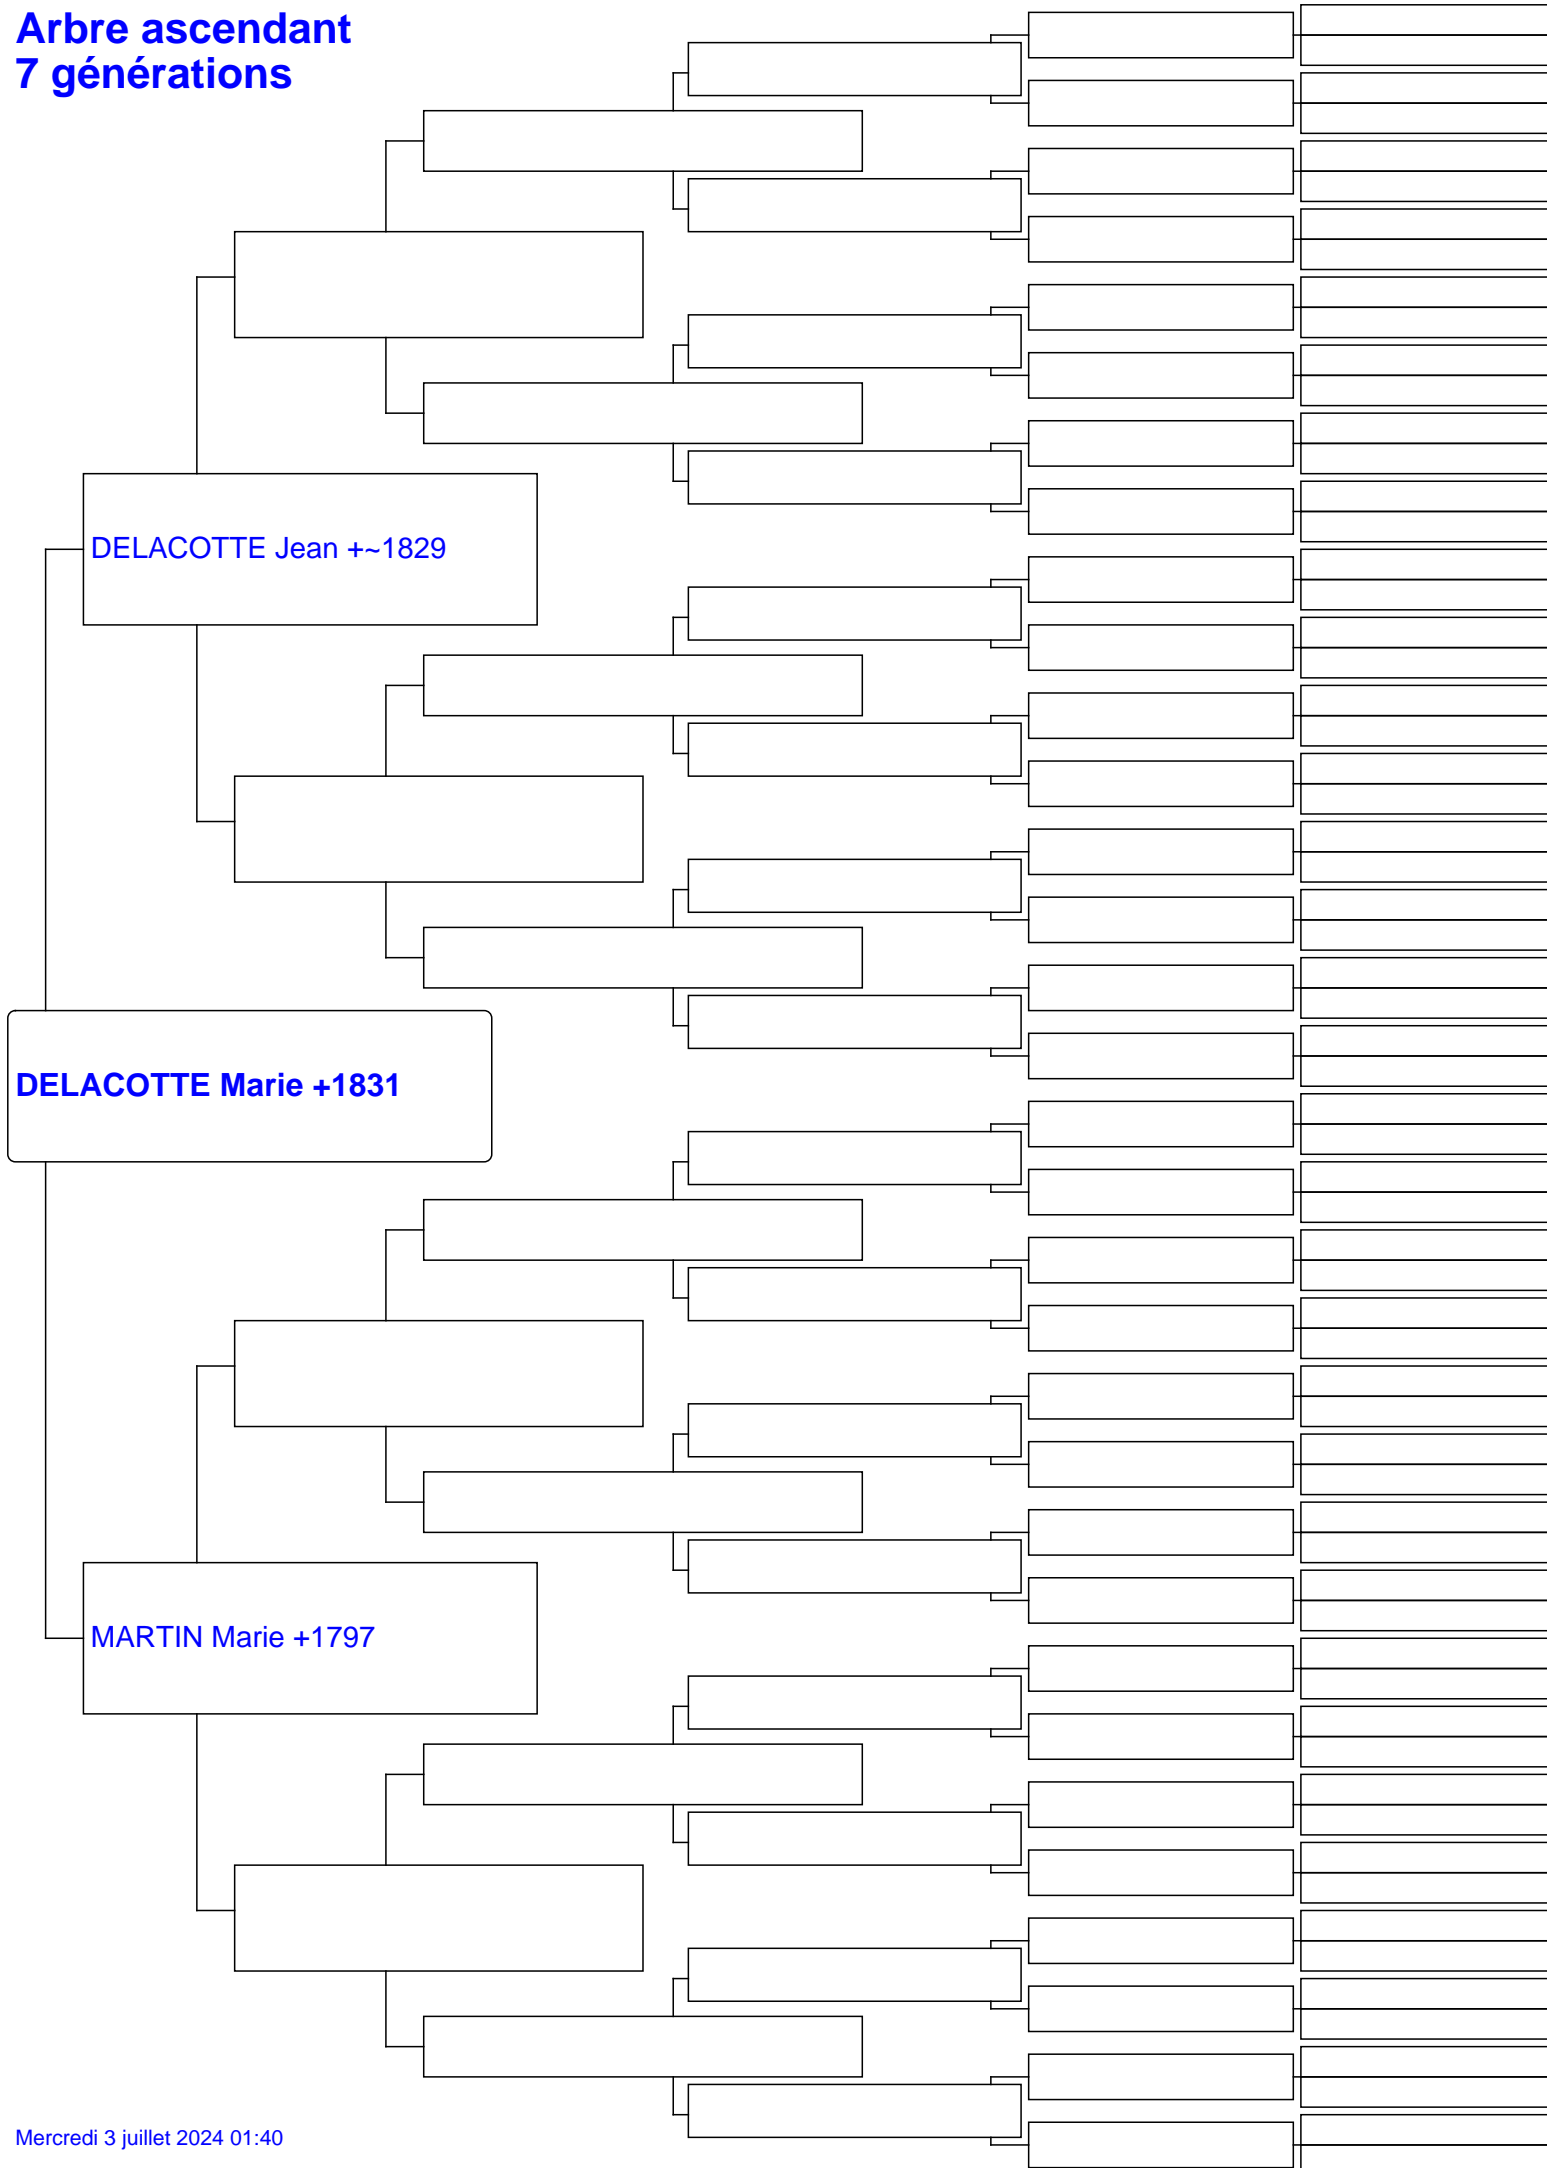 Arbre ascendant
7 générations
DELACOTTE Jean +~1829
DELACOTTE Marie +1831
MARTIN Marie +1797
Mercredi 3 juillet 2024 01:40